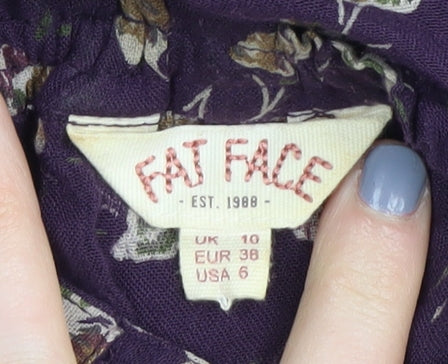 FAT FACE
- EST. 1988 -
UK 10
EUR 38
USA 6